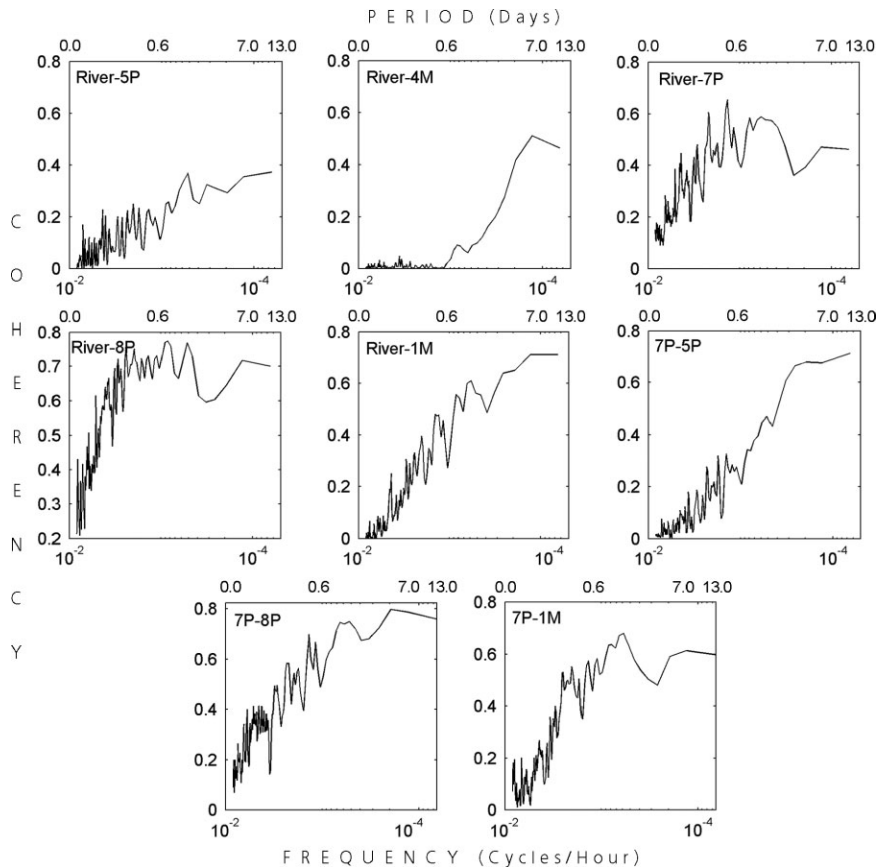 PERIOD (Days)
0.0 0.6 7.0 13.0 0.0 0.6 7.0 13.0 0.0 0.6 7.0 13.0
River-5P River-4M River-7P
0.8 0.8 0.8
0.6 0.6 0.6
0.4 0.4 0.4
0.2 0.2 0.2
0 0 0
10-2 10-4 10-2 10-4 10-2 10-4
0.0 0.6 7.0 13.0 0.0 0.6 7.0 13.0 0.0 0.6 7.0 13.0
River-8P River-1M 7P-5P
0.8 0.8 0.8
0.7 0.6 0.6
0.6 0.4 0.4
0.5 0.2 0.2
0.4 0 0
0.3
0.2
10-2 10-4 10-2 10-4 10-2 10-4
0.0 0.6 7.0 13.0 0.0 0.6 7.0 13.0
7P-8P 7P-1M
0.8 0.8
0.6 0.6
0.4 0.4
0.2 0.2
0 0
10-2 10-4 10-2 10-4
COHERENCY
FREQUENCY (Cycles/Hour)